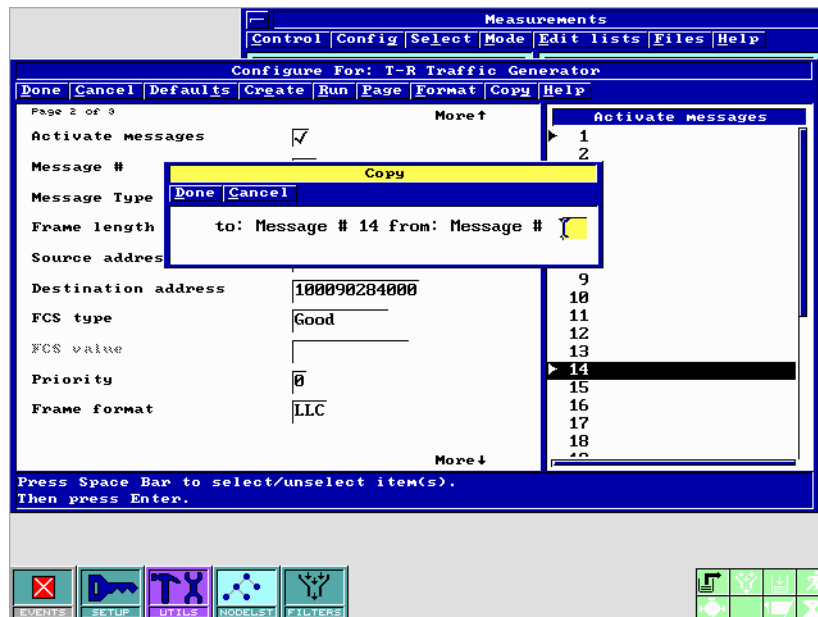 Measurements
Control Config Select Mode Edit lists Files Help
Configure For: T-R Traffic Generator
Done Cancel Defaults Create Run Page Format Copy Help
Page 2 of 3
More↑
Activate messages
Activate messages
1
2
Message #
Copy
Done Cancel
Message Type
to: Message # 14 from: Message #
Frame length
Source addres
9
Destination address
100090284000
10
FCS type
Good
11
12
FCS value
13
Priority
0
14
15
Frame format
LLC
16
17
18
More↓
Press Space Bar to select/unselect item(s).
Then press Enter.
EVENTS
SETUP
UTILS
NODELST
FILTERS